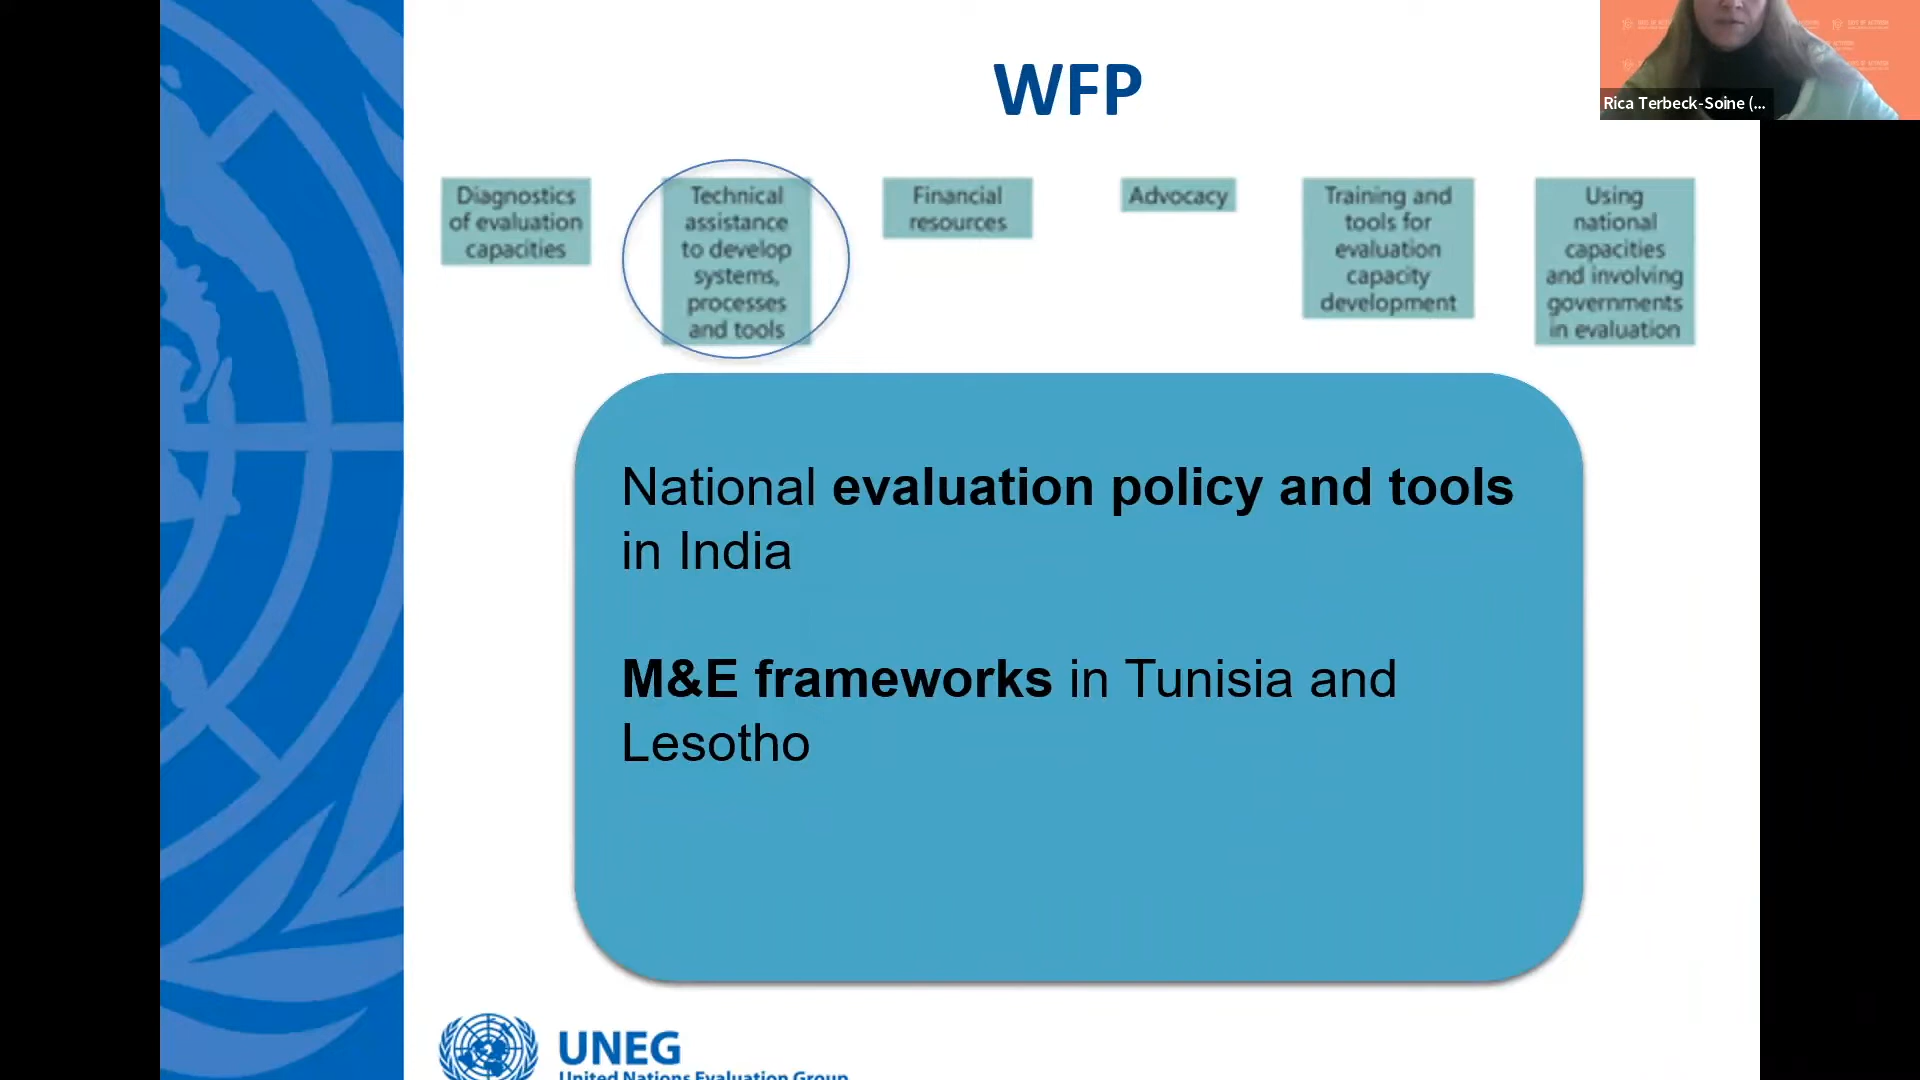 WFP
Rica Terbeck-Soine (...
Diagnostics
of evaluation
capacities
Technical
assistance
to develop
systems,
processes
and tools
Financial
resources
Advocacy
Training and
tools for
evaluation
capacity
development
Using
national
capacities
and involving
governments
in evaluation
National evaluation policy and tools
in India
M&E frameworks in Tunisia and
Lesotho
UNEG
United Nations Evaluation Group